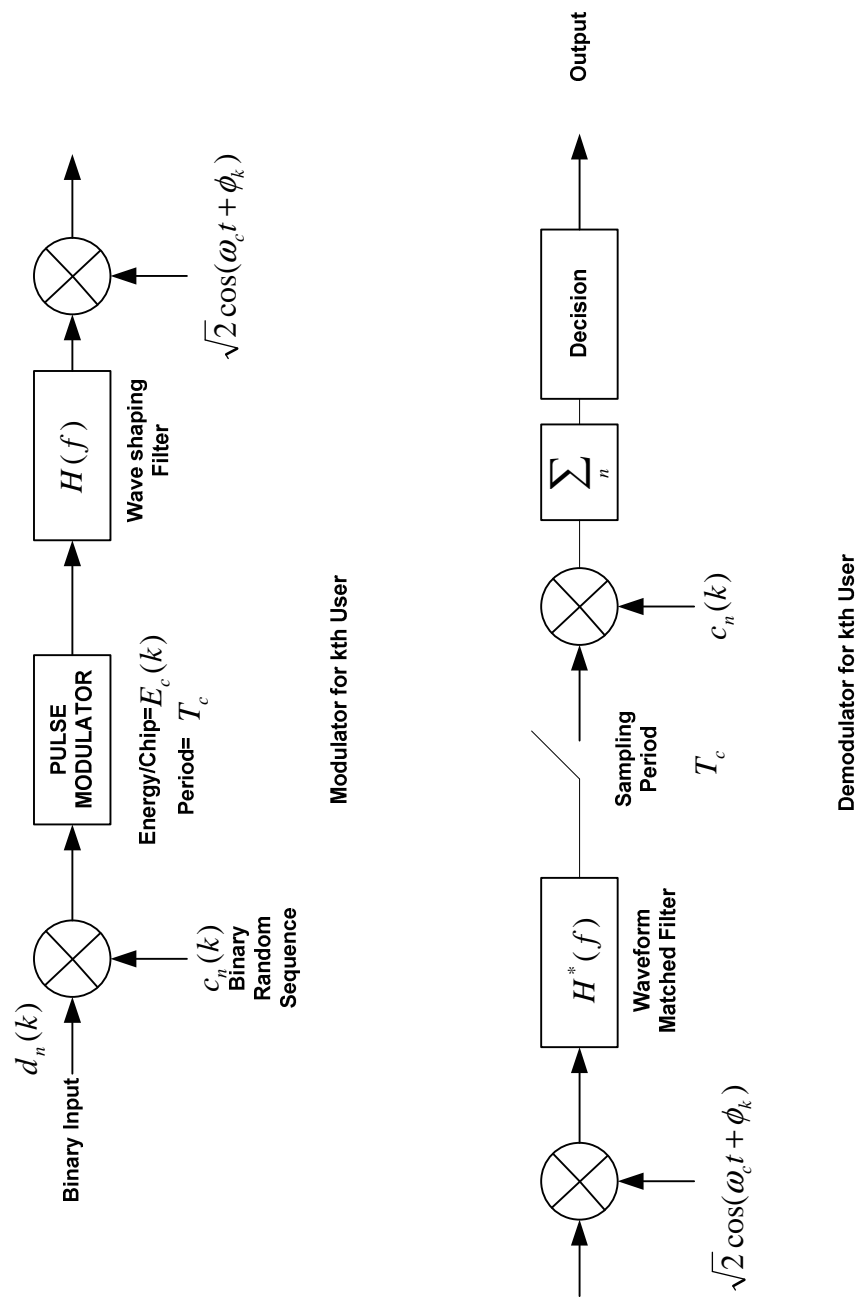 Binary Input
d_n(k)
c_n(k)
Binary
Random
Sequence
PULSE
MODULATOR
Energy/Chip=E_c(k)
Period= T_c
H(f)
Wave shaping
Filter
√2 cos(ω_c t + ϕ_k)
Modulator for kth User
√2 cos(ω_c t + ϕ_k)
H*(f)
Waveform
Matched Filter
Sampling
Period
T_c
c_n(k)
∑
n
Decision
Output
Demodulator for kth User